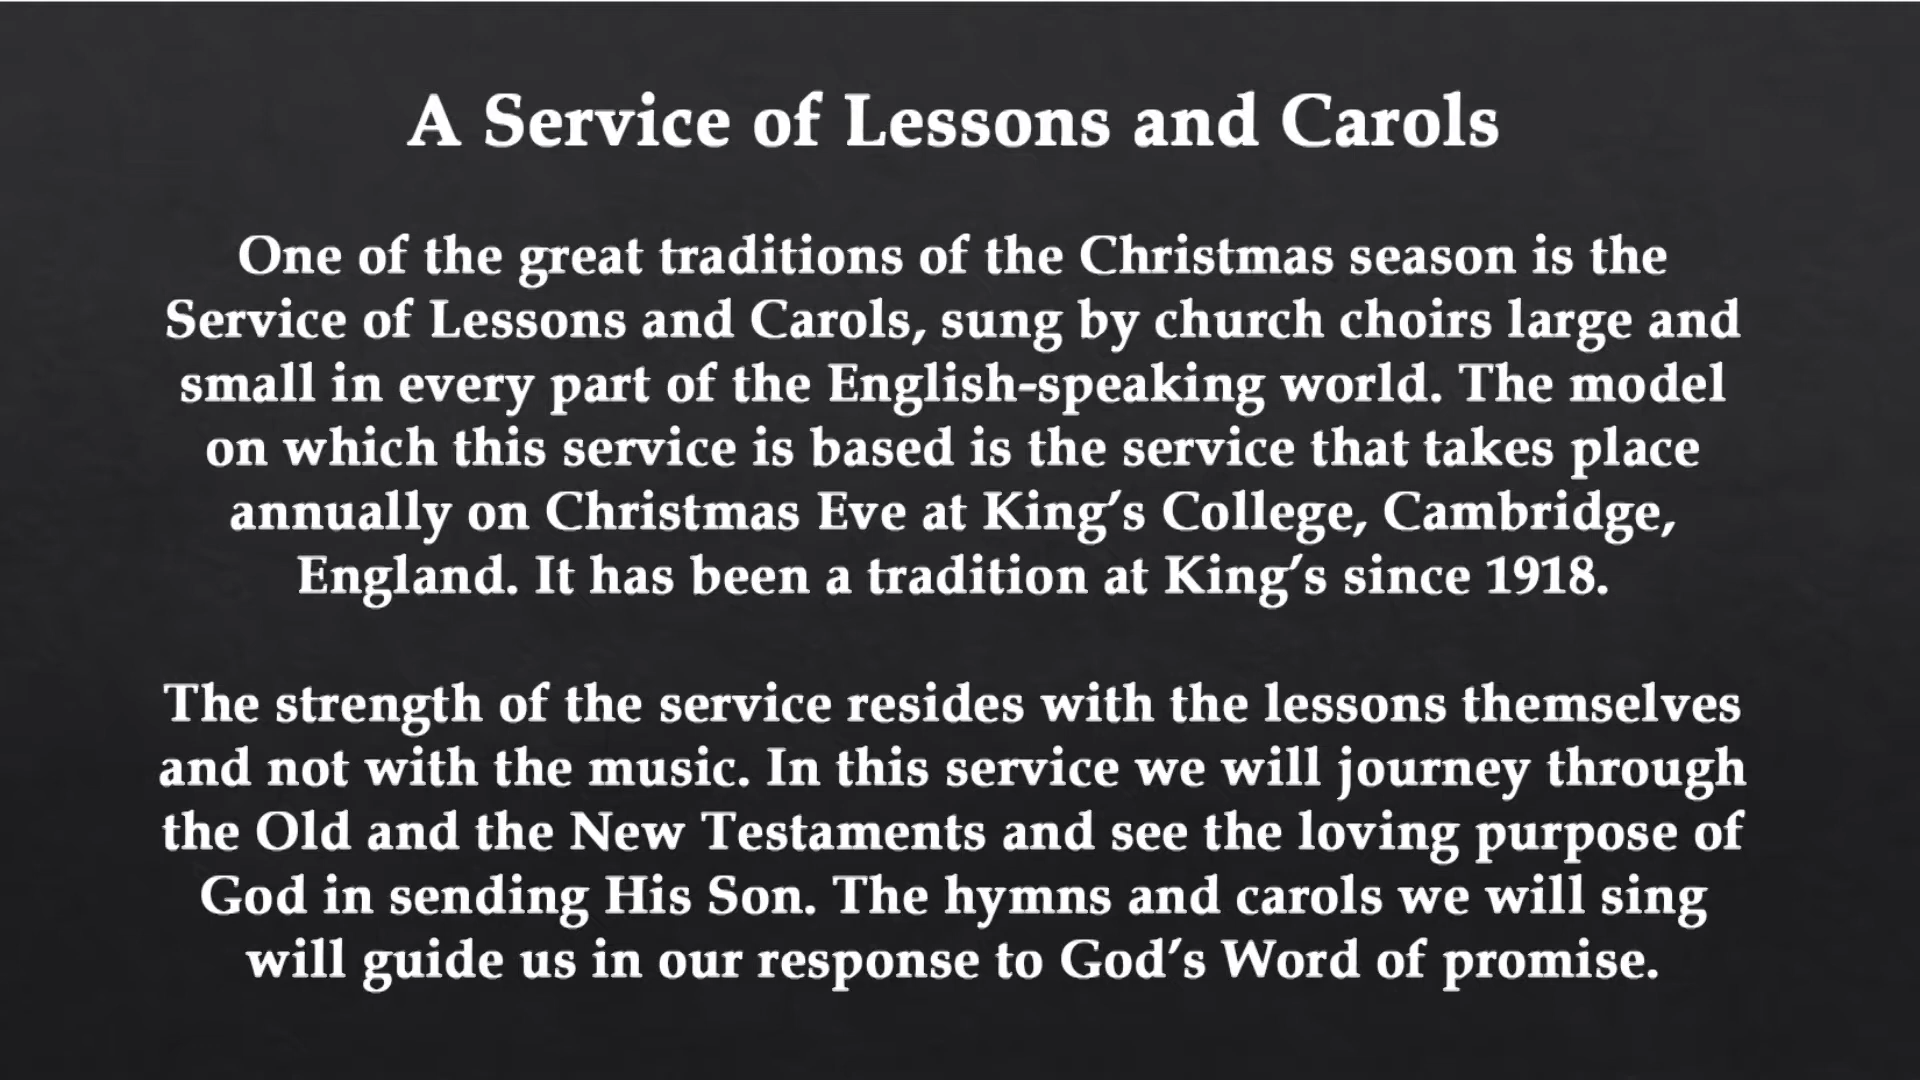 A Service of Lessons and Carols
One of the great traditions of the Christmas season is the
Service of Lessons and Carols, sung by church choirs large and
small in every part of the English-speaking world. The model
on which this service is based is the service that takes place
annually on Christmas Eve at King’s College, Cambridge,
England. It has been a tradition at King’s since 1918.
The strength of the service resides with the lessons themselves
and not with the music. In this service we will journey through
the Old and the New Testaments and see the loving purpose of
God in sending His Son. The hymns and carols we will sing
will guide us in our response to God’s Word of promise.